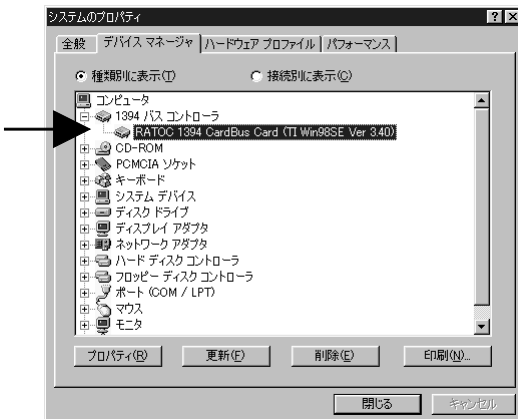 システムのプロパティ
全般 デバイス マネージャ ハードウェア プロファイル パフォーマンス
種類別に表示(T) 接続別に表示(C)
コンピュータ
1394 バス コントローラ
RATOC 1394 CardBus Card (TI Win98SE Ver 3.40)
CD-ROM
PCMCIA ソケット
キーボード
システム デバイス
ディスク ドライブ
ディスプレイ アダプタ
ネットワーク アダプタ
ハード ディスク コントローラ
フロッピー ディスク コントローラ
ポート (COM / LPT)
マウス
モニタ
プロパティ(R) 更新(F) 削除(E) 印刷(N)...
閉じる キャンセル